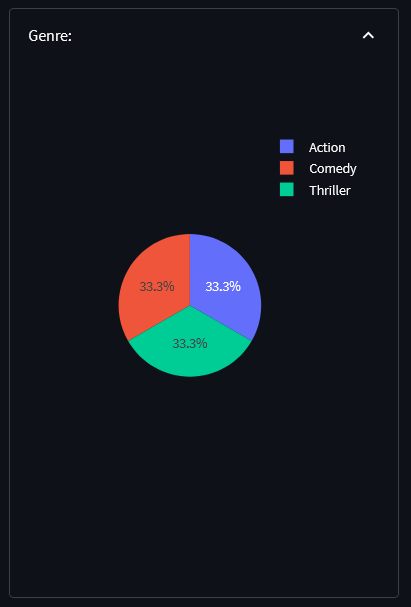 Genre:
Action
Comedy
Thriller
33.3%
33.3%
33.3%